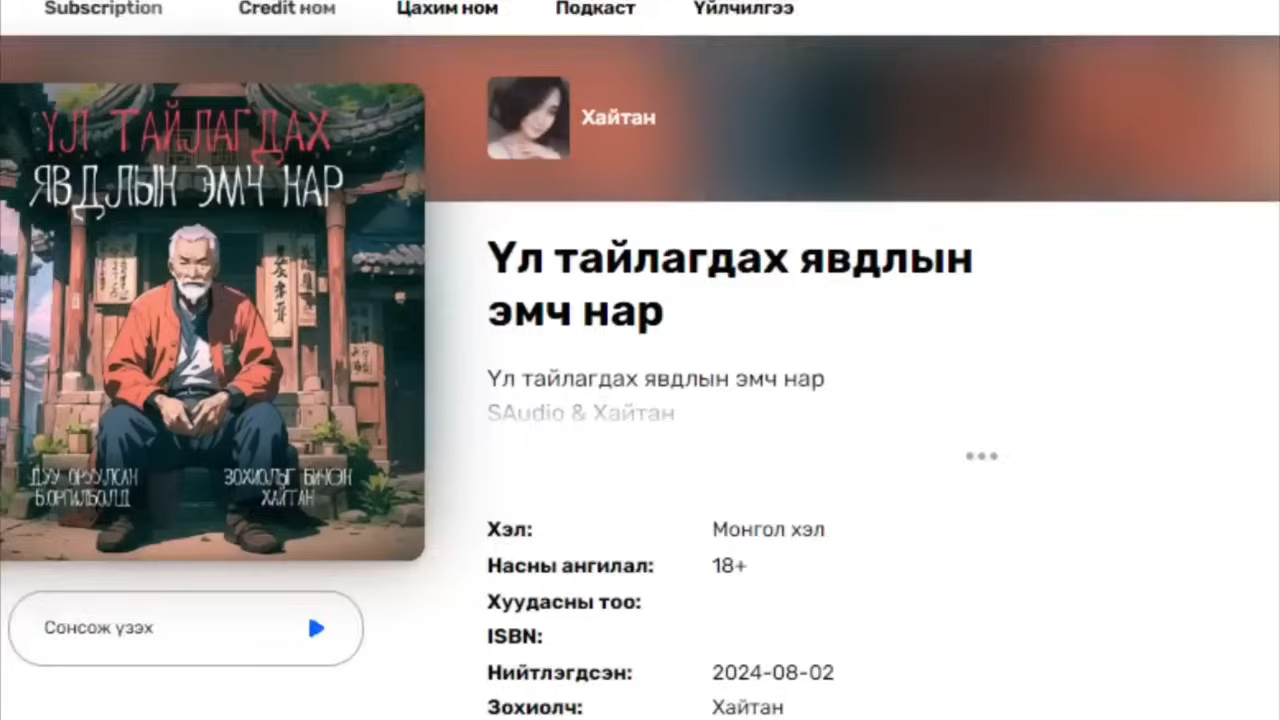 Subscription Credit ном Цахим ном Подкаст Үйлчилгээ
Хайтан
ҮЛ ТАЙЛАГДАХ
ЯВДЛЫН ЭМЧ НАР
ДУУ ОРУУЛСАН
Б.ОРГИЛБОЛД
ЗОХИОЛЫГ БИЧСЭН
ХАЙТАН
Сонсож үзэх
Үл тайлагдах явдлын
эмч нар
Үл тайлагдах явдлын эмч нар
SAudio & Хайтан
Хэл: Монгол хэл
Насны ангилал: 18+
Хуудасны тоо:
ISBN:
Нийтлэгдсэн: 2024-08-02
Зохиолч: Хайтан